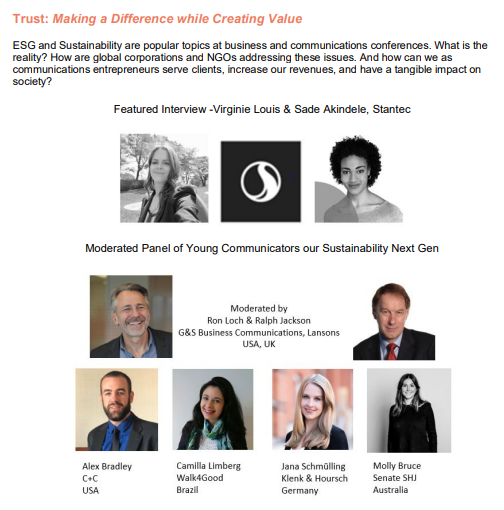 Trust: Making a Difference while Creating Value
ESG and Sustainability are popular topics at business and communications conferences. What is the
reality? How are global corporations and NGOs addressing these issues. And how can we as
communications entrepreneurs serve clients, increase our revenues, and have a tangible impact on
society?
Featured Interview -Virginie Louis & Sade Akindele, Stantec
Moderated Panel of Young Communicators our Sustainability Next Gen
Moderated by
Ron Loch & Ralph Jackson
G&S Business Communications, Lansons
USA, UK
Alex Bradley
C+C
USA
Camilla Limberg
Walk4Good
Brazil
Jana Schmülling
Klenk & Hoursch
Germany
Molly Bruce
Senate SHJ
Australia